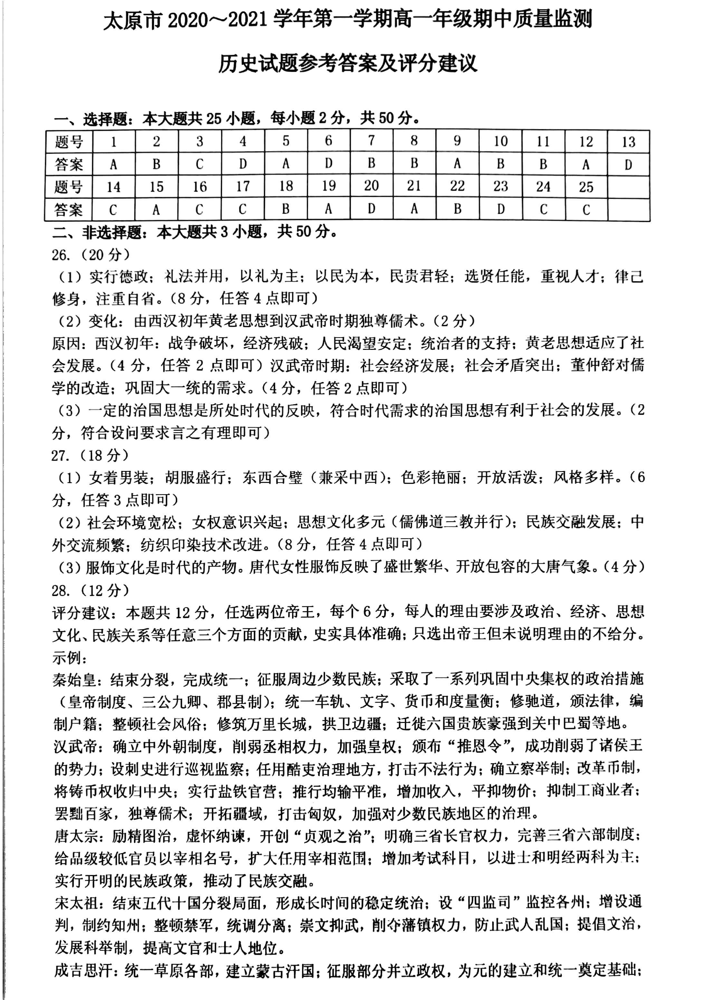 太原市 2020～2021 学年第一学期高一年级期中质量监测
历史试题参考答案及评分建议
一、选择题：本大题共 25 小题，每小题 2 分，共 50 分。
题号 1 2 3 4 5 6 7 8 9 10 11 12 13
答案 A B C D A D B B A B B A D
题号 14 15 16 17 18 19 20 21 22 23 24 25
答案 C A C C B A D A B D C C
二、非选择题：本大题共 3 小题，共 50 分。
26.（20 分）
（1）实行德政；礼法并用，以礼为主；以民为本，民贵君轻；选贤任能，重视人才；律己
修身，注重自省。（8 分，任答 4 点即可）
（2）变化：由西汉初年黄老思想到汉武帝时期独尊儒术。（2 分）
原因：西汉初年：战争破坏，经济残破；人民渴望安定；统治者的支持；黄老思想适应了社
会发展。（4 分，任答 2 点即可）汉武帝时期：社会经济发展；社会矛盾突出；董仲舒对儒
学的改造；巩固大一统的需求。（4 分，任答 2 点即可）
（3）一定的治国思想是所处时代的反映，符合时代需求的治国思想有利于社会的发展。（2
分，符合设问要求言之有理即可）
27.（18 分）
（1）女着男装；胡服盛行；东西合璧（兼采中西）；色彩艳丽；开放活泼；风格多样。（6
分，任答 3 点即可）
（2）社会环境宽松；女权意识兴起；思想文化多元（儒佛道三教并行）；民族交融发展；中
外交流频繁；纺织印染技术改进。（8 分，任答 4 点即可）
（3）服饰文化是时代的产物。唐代女性服饰反映了盛世繁华、开放包容的大唐气象。（4 分）
28.（12 分）
评分建议：本题共 12 分，任选两位帝王，每个 6 分，每人的理由要涉及政治、经济、思想
文化、民族关系等任意三个方面的贡献，史实具体准确；只选出帝王但未说明理由的不给分。
示例：
秦始皇：结束分裂，完成统一；征服周边少数民族；采取了一系列巩固中央集权的政治措施
（皇帝制度、三公九卿、郡县制）；统一车轨、文字、货币和度量衡；修驰道，颁法律，编
制户籍；整顿社会风俗；修筑万里长城，拱卫边疆；迁徙六国贵族豪强到关中巴蜀等地。
汉武帝：确立中外朝制度，削弱丞相权力，加强皇权；颁布“推恩令”，成功削弱了诸侯王
的势力；设刺史进行巡视监察；任用酷吏治理地方，打击不法行为；确立察举制；改革币制，
将铸币权收归中央；实行盐铁官营；推行均输平准，增加收入，平抑物价；抑制工商业者；
罢黜百家，独尊儒术；开拓疆域，打击匈奴，加强对少数民族地区的治理。
唐太宗：励精图治，虚怀纳谏，开创“贞观之治”；明确三省长官权力，完善三省六部制度；
给品级较低官员以宰相名号，扩大任用宰相范围；增加考试科目，以进士和明经两科为主；
实行开明的民族政策，推动了民族交融。
宋太祖：结束五代十国分裂局面，形成长时间的稳定统治；设“四监司”监控各州；增设通
判，制约知州；整顿禁军，统调分离；崇文抑武，削夺藩镇权力，防止武人乱国；提倡文治，
发展科举制，提高文官和士人地位。
成吉思汗：统一草原各部，建立蒙古汗国；征服部分并立政权，为元的建立和统一奠定基础；